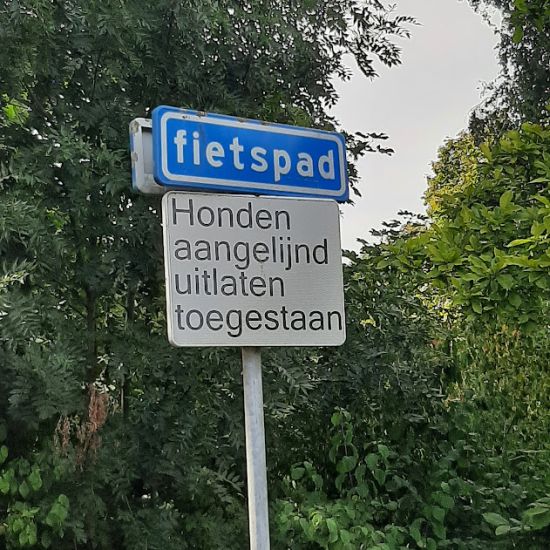 fietspad
Honden
aangelijnd
uitlaten
toegestaan